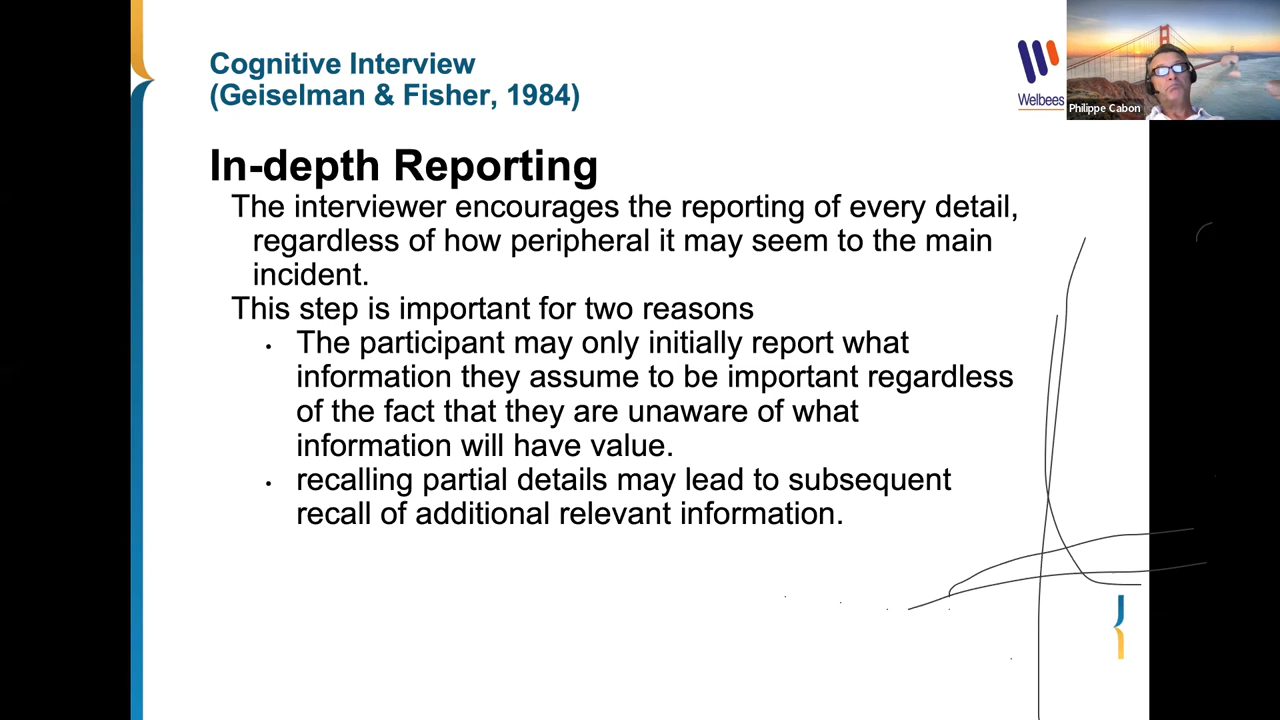 Cognitive Interview
(Geiselman & Fisher, 1984)
Welbees
Philippe Cabon
In-depth Reporting
The interviewer encourages the reporting of every detail,
regardless of how peripheral it may seem to the main
incident.
This step is important for two reasons
• The participant may only initially report what
information they assume to be important regardless
of the fact that they are unaware of what
information will have value.
• recalling partial details may lead to subsequent
recall of additional relevant information.